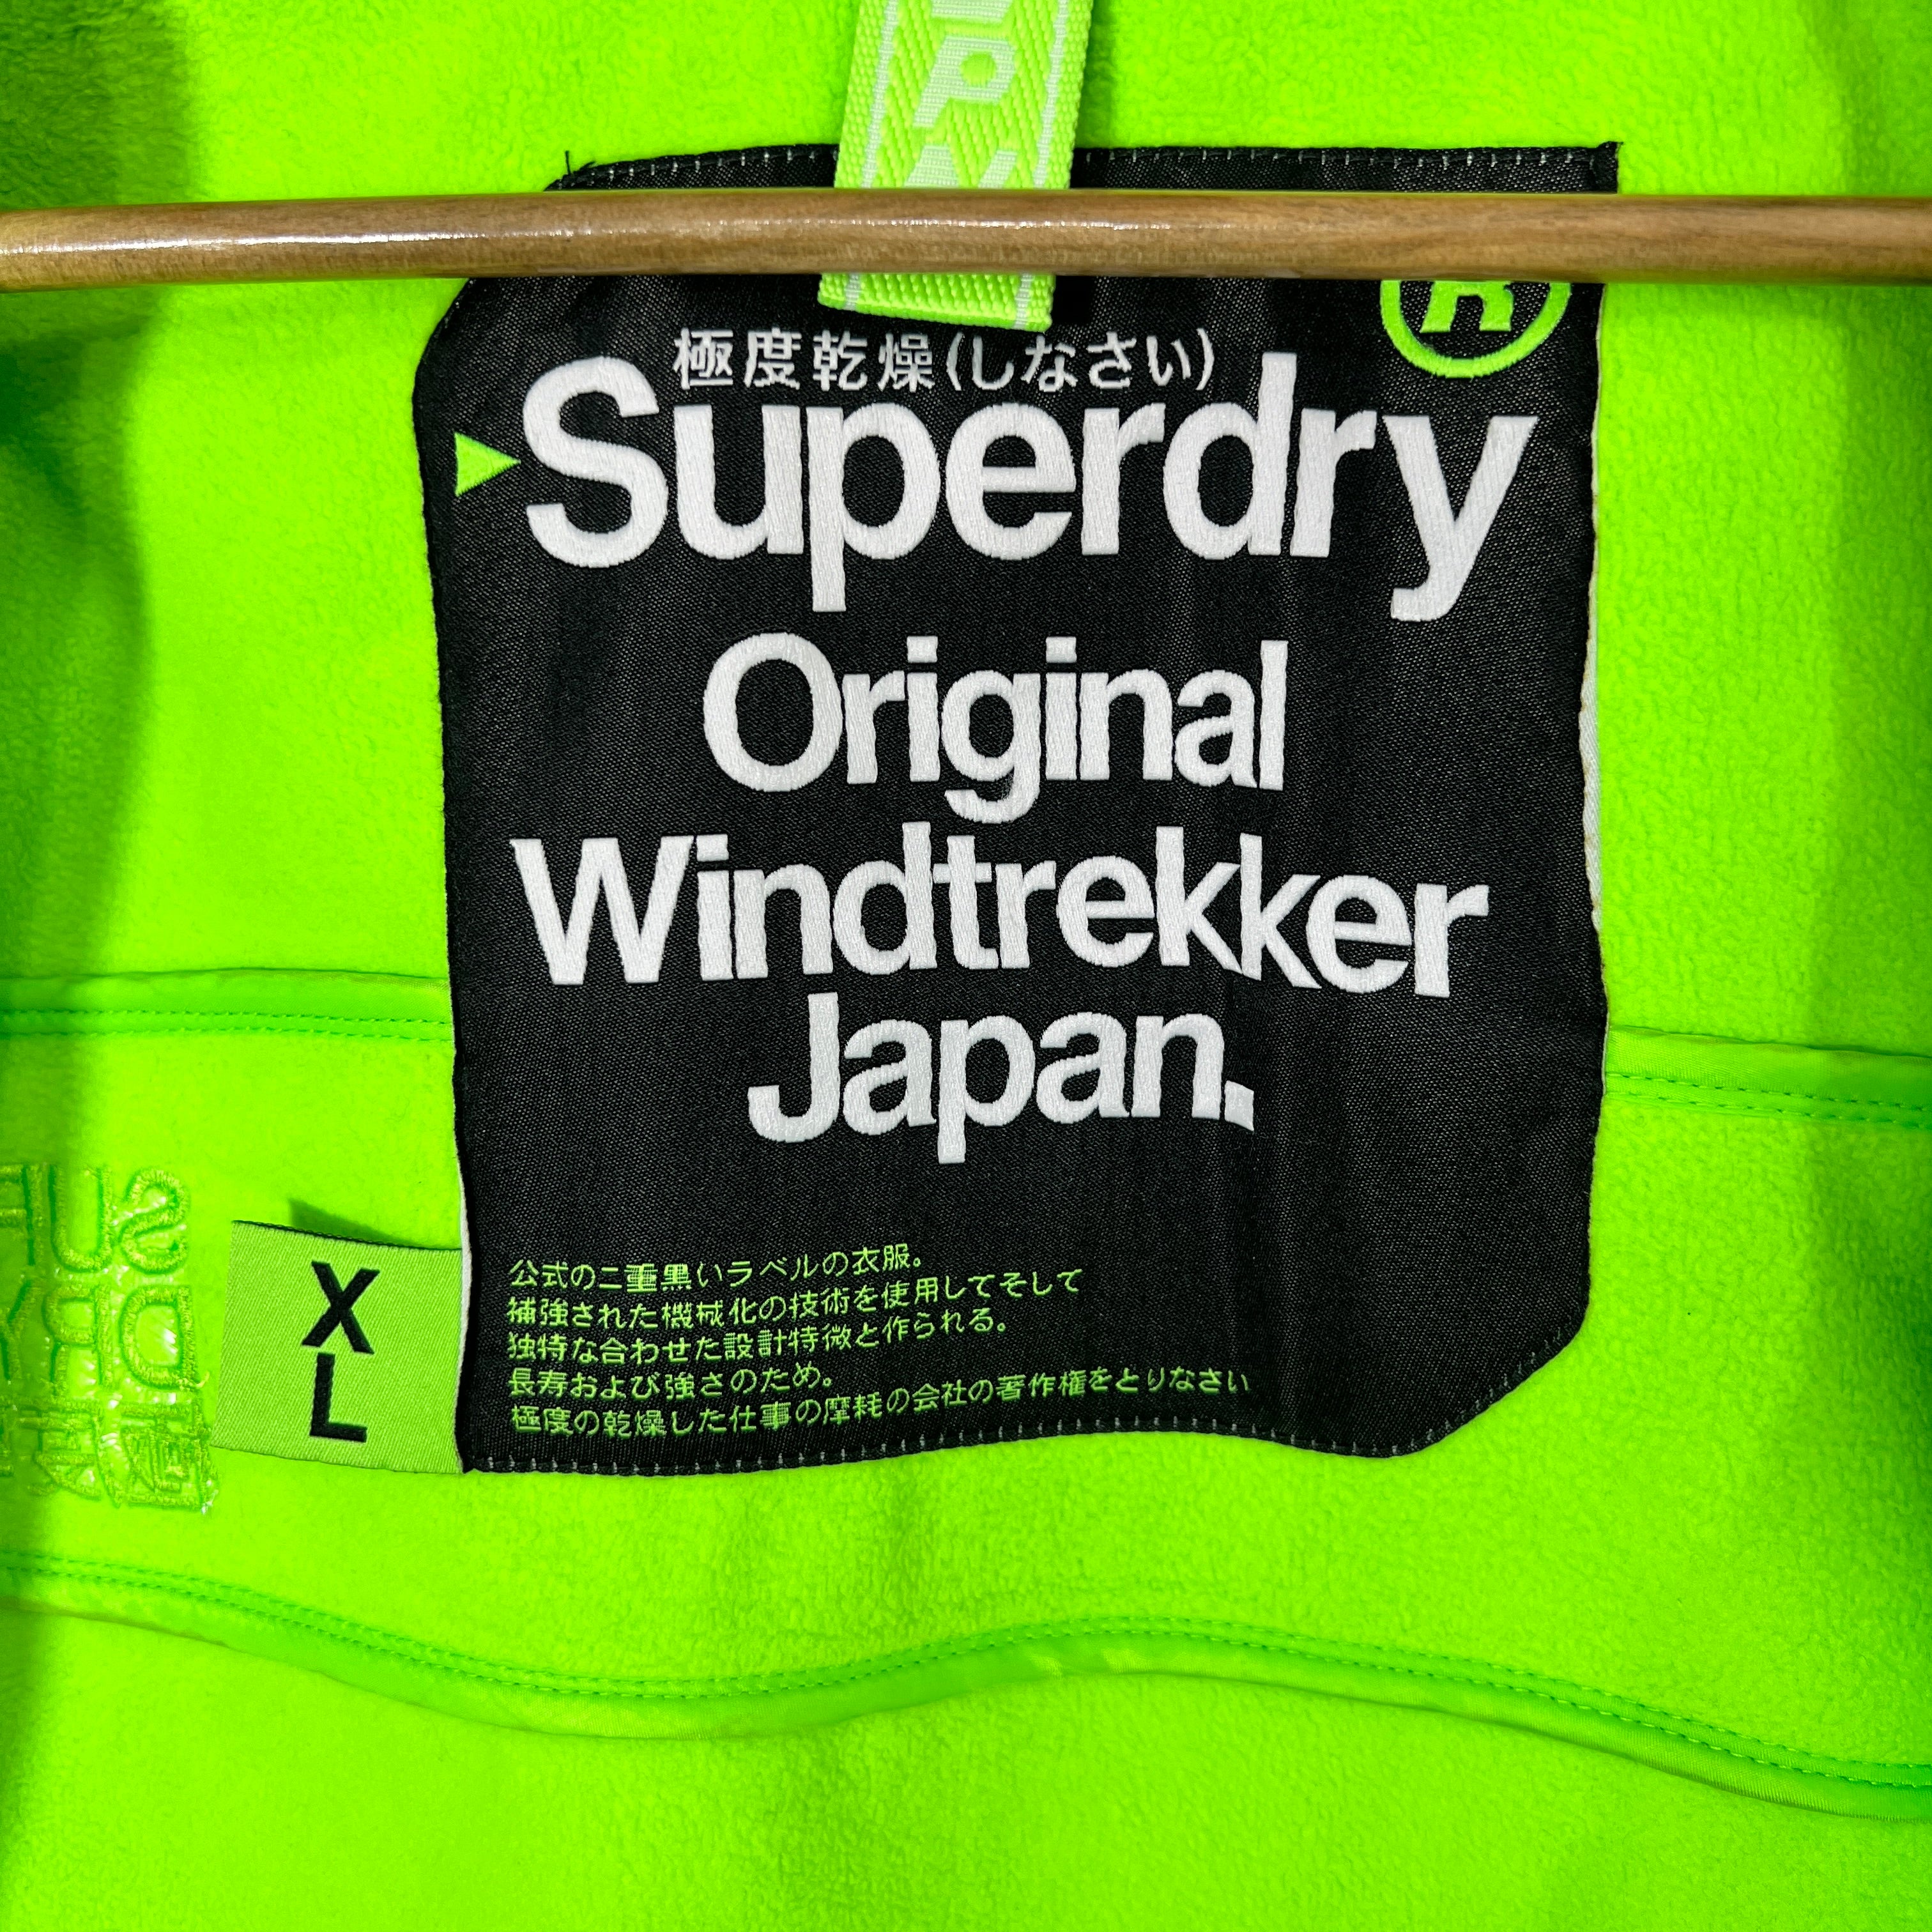 ®
極度乾燥(しなさい)
Superdry
Original
Windtrekker
Japan.
X
L
公式の二重黒いラベルの衣服。
補強された機械化の技術を使用してそして
独特な合わせた設計特徴と作られる。
長寿および強さのため。
極度の乾燥した仕事の摩耗の会社の著作権をとりなさい